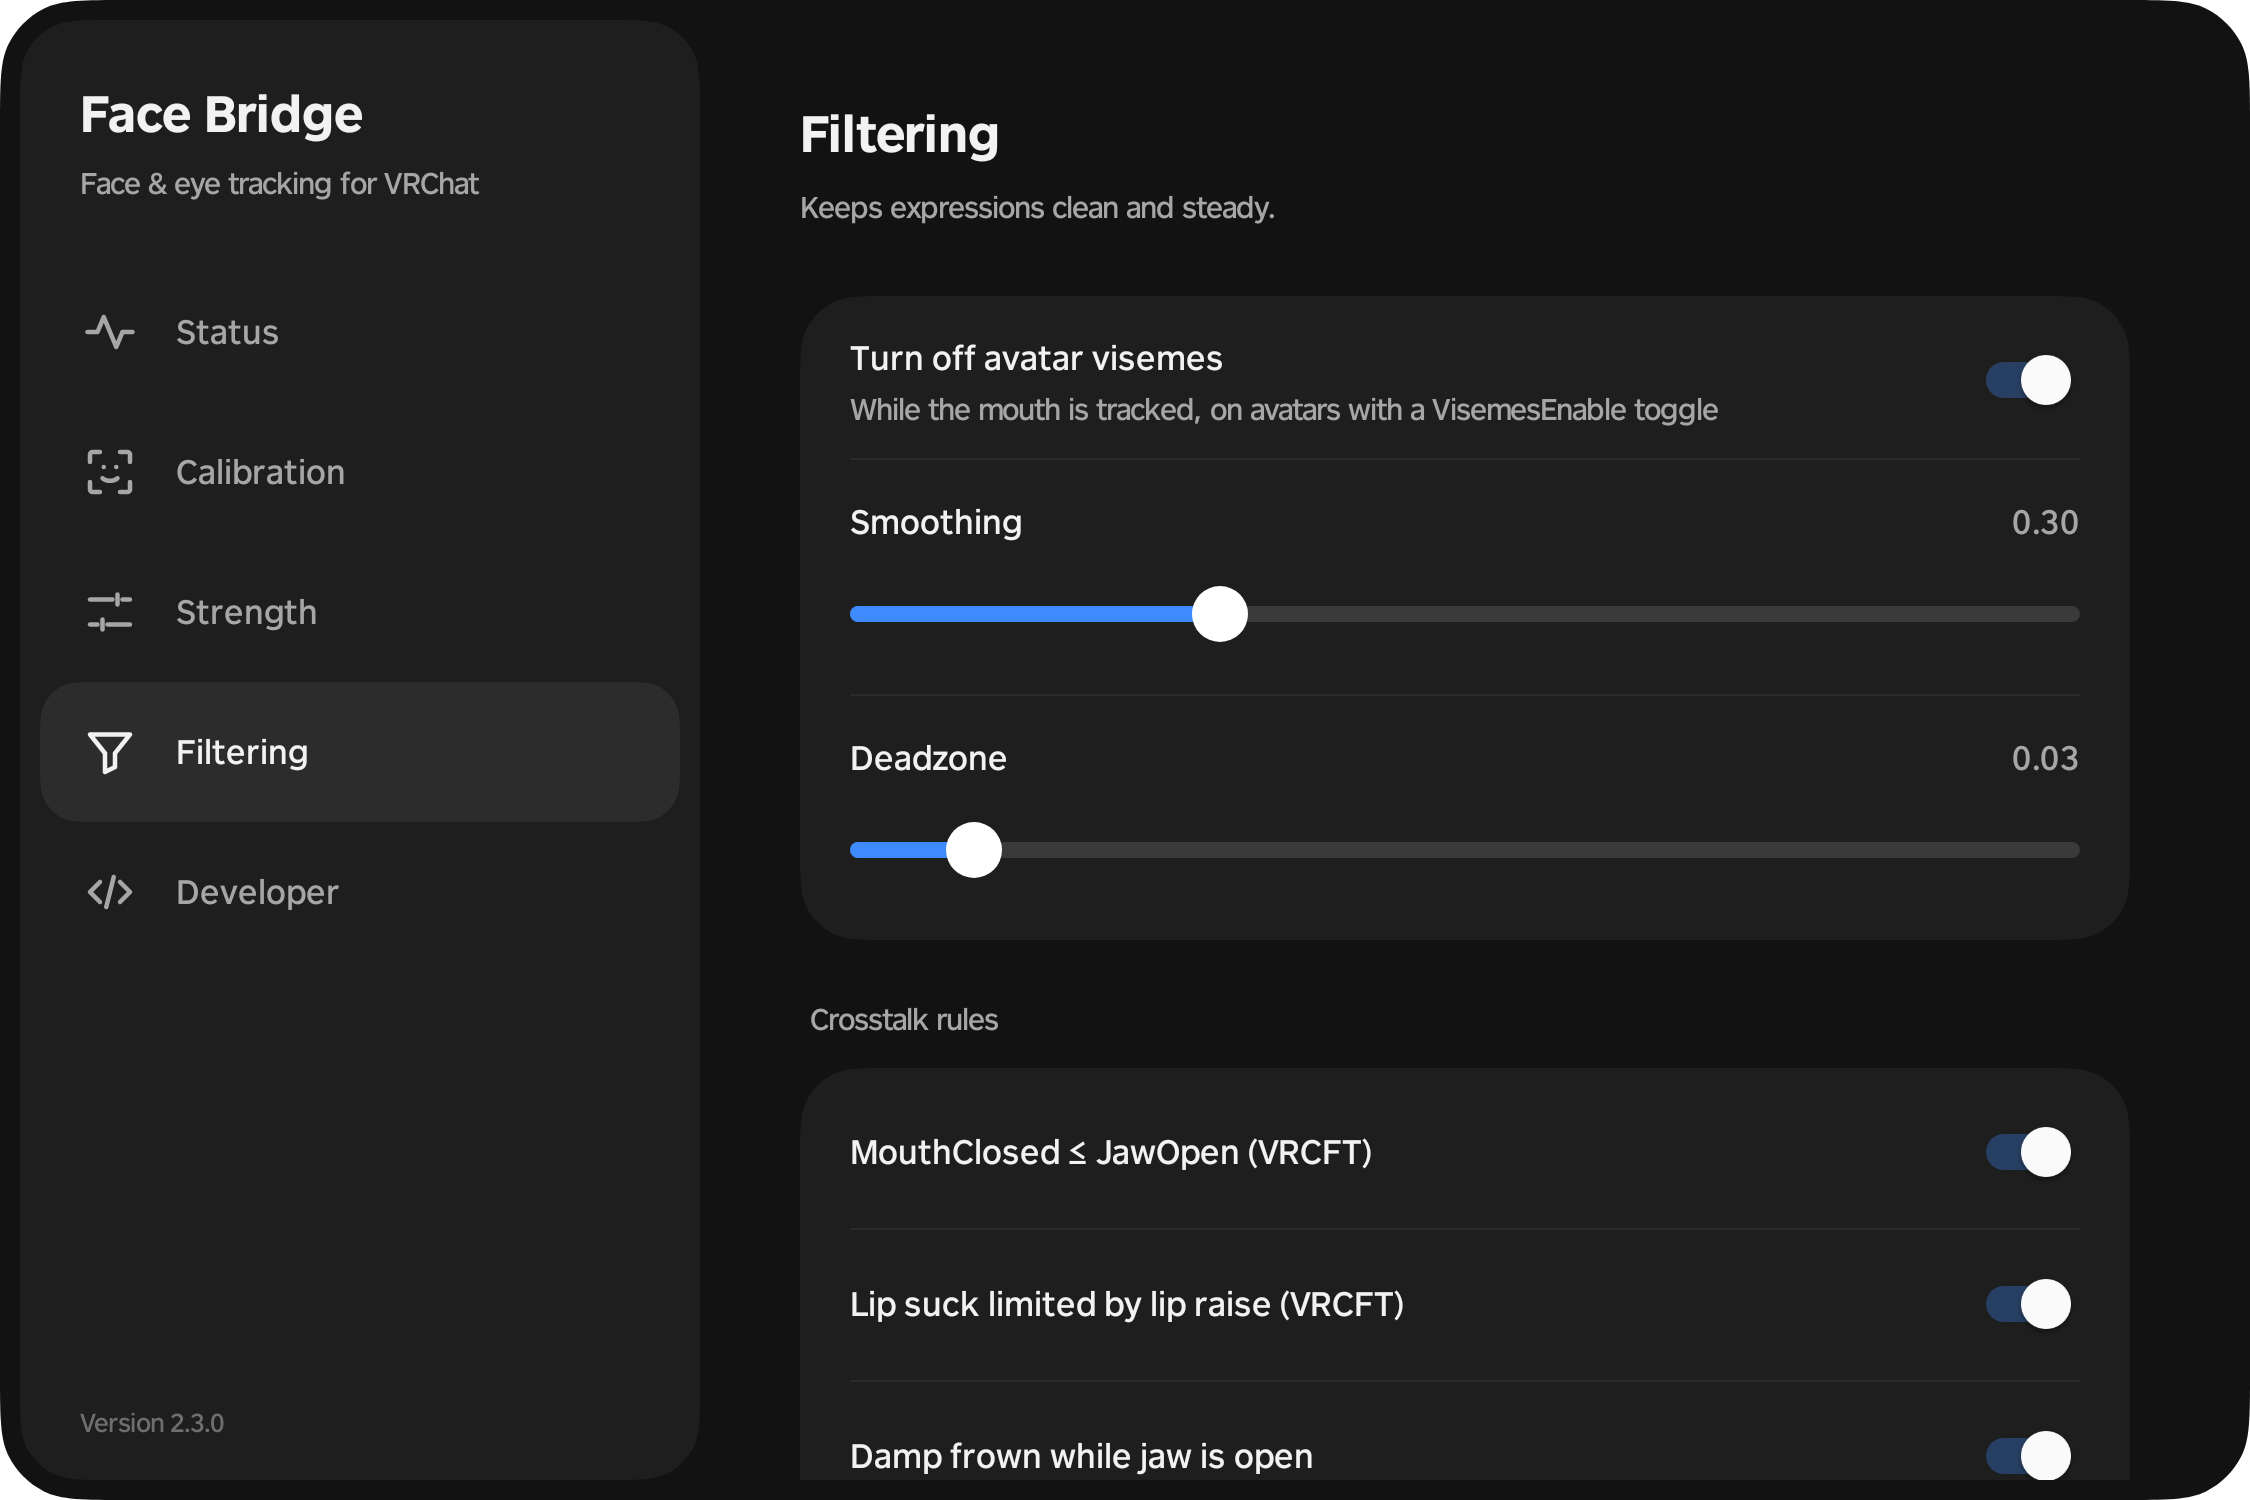 Face Bridge
Face & eye tracking for VRChat
Status
Calibration
Strength
Filtering
Developer
Version 2.3.0
Filtering
Keeps expressions clean and steady.
Turn off avatar visemes
While the mouth is tracked, on avatars with a VisemesEnable toggle
Smoothing 0.30
Deadzone 0.03
Crosstalk rules
MouthClosed ≤ JawOpen (VRCFT)
Lip suck limited by lip raise (VRCFT)
Damp frown while jaw is open